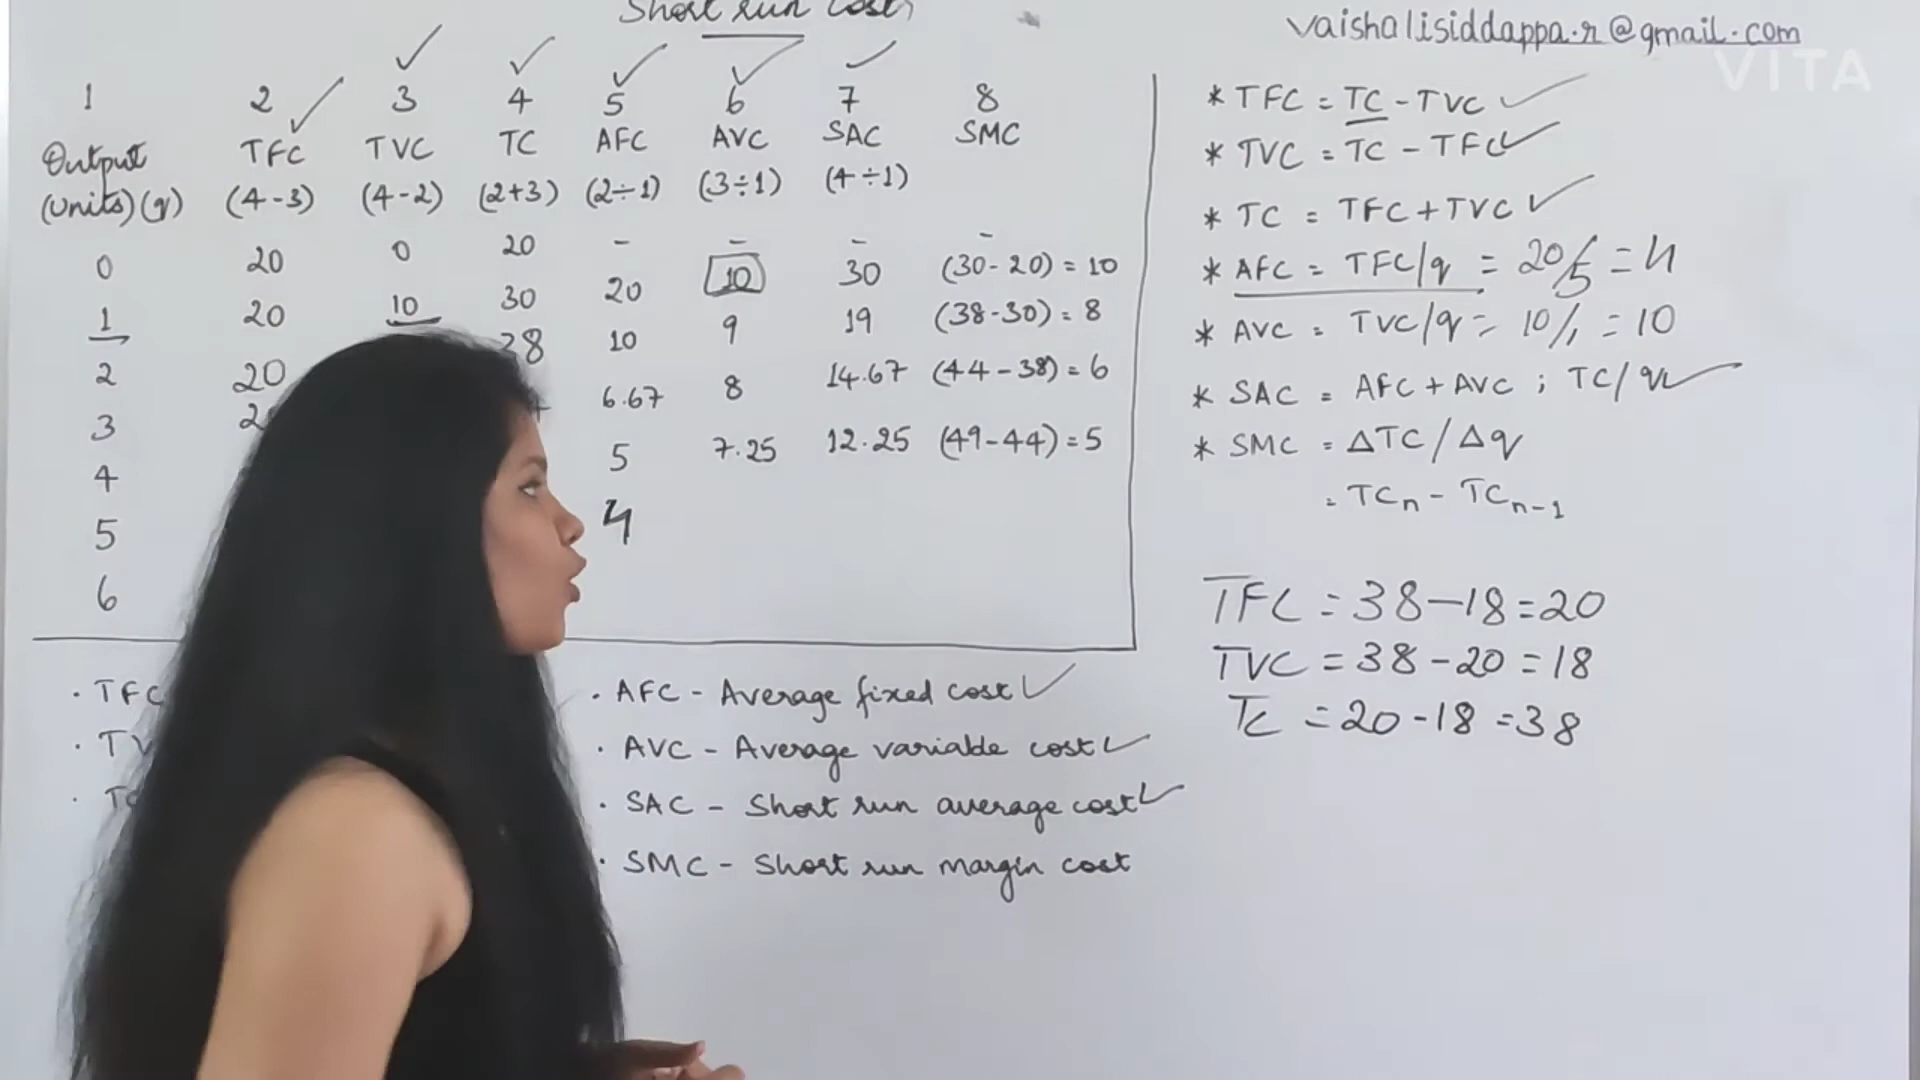 Short run cost
vaishalisiddappa.r@gmail.com
VITA
1 2 3 4 5 6 7 8
Output TFC TVC TC AFC AVC SAC SMC
(units)(q) (4-3) (4-2) (2+3) (2÷1) (3÷1) (4÷1)
0 20 0 20 - - - -
1 20 10 30 20 10 30 (30-20) = 10
2 20 38 10 9 19 (38-30) = 8
3 6.67 8 14.67 (44-38) = 6
4 5 7.25 12.25 (49-44) = 5
5 4
6
* TFC = TC - TVC
* TVC = TC - TFC
* TC = TFC + TVC
* AFC = TFC/q = 20/5 = 4
* AVC = TVC/q = 10/1 = 10
* SAC = AFC + AVC ; TC/q
* SMC = ΔTC / Δq
= TCn - TCn-1
TFC = 38-18 = 20
TVC = 38-20 = 18
TC = 20-18 = 38
. TFC
. AFC - Average fixed cost
. AVC - Average variable cost
. SAC - Short run average cost
. SMC - Short run margin cost